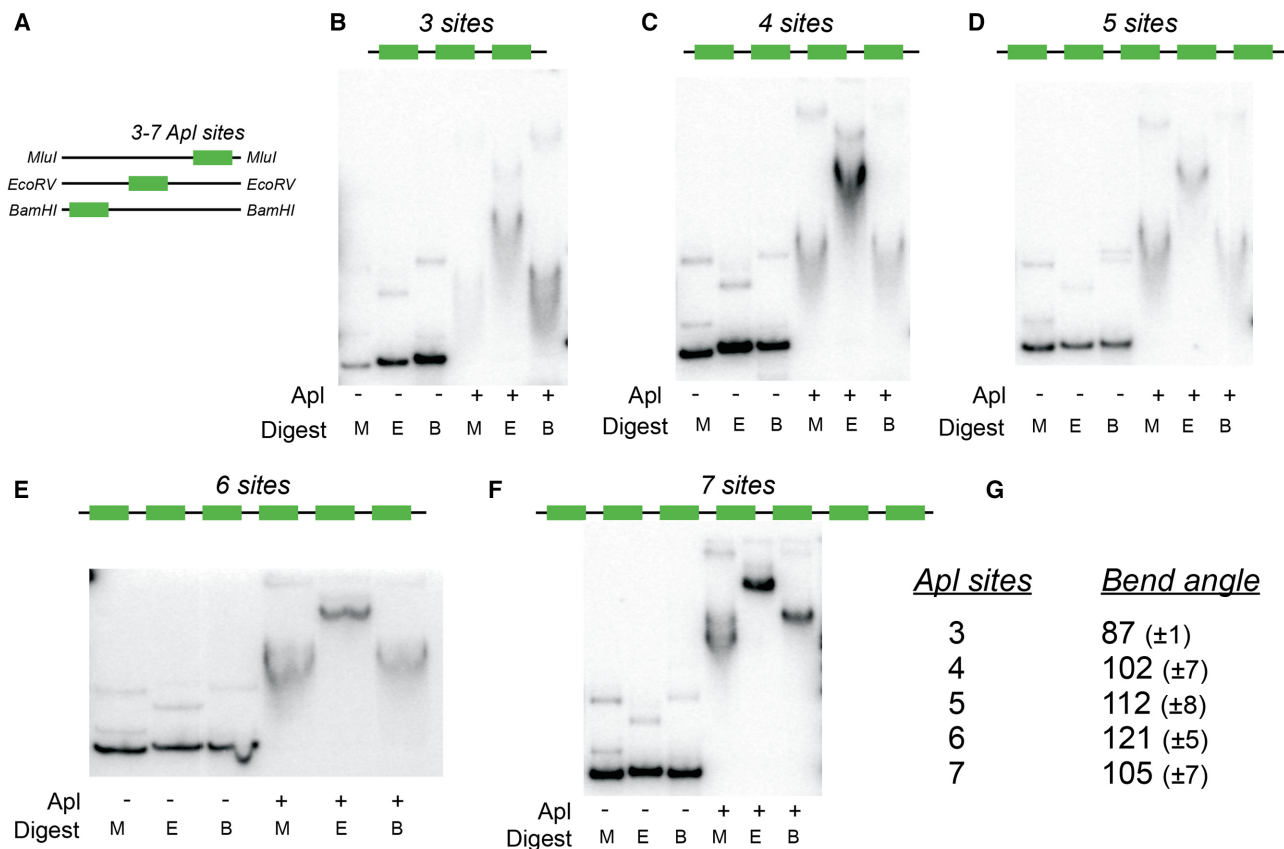 A
3-7 ApI sites
MluI MluI
EcoRV EcoRV
BamHI BamHI
B
3 sites
ApI - - - + + +
Digest M E B M E B
C
4 sites
ApI - - - + + +
Digest M E B M E B
D
5 sites
ApI - - - + + +
Digest M E B M E B
E
6 sites
ApI - - - + + +
Digest M E B M E B
F
7 sites
ApI - - - + + +
Digest M E B M E B
G
ApI sites Bend angle
3 87 (±1)
4 102 (±7)
5 112 (±8)
6 121 (±5)
7 105 (±7)